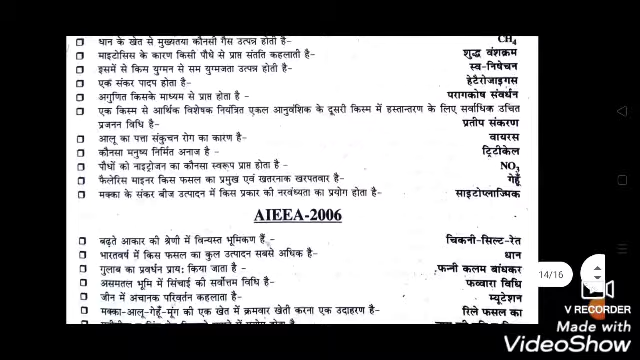 धान के खेत से मुख्यतया कौनसी गैस उत्पन्न होती है- CH4
माइटोसिस के कारण किसी पौधे से प्राप्त संतति कहलाती है- शुद्ध वंशक्रम
इसमें से किस युग्मन से सम युग्मजता उत्पन्न होती है- स्व-निषेचन
एक संकर पादप होता है- हेटैरोजाइगस
अगुणित किसके माध्यम से प्राप्त होता है- परागकोष संवर्धन
एक किस्म से आर्थिक विशेषक नियंत्रित एकल आनुवंशिक के दूसरी किस्म में हस्तान्तरण के लिए सर्वाधिक उचित
प्रजनन विधि है- प्रतीप संकरण
आलू का पत्ता संकुचन रोग का कारण है- वायरस
कौनसा मनुष्य निर्मित अनाज है- ट्रिटीकेल
पौधों को नाइट्रोजन का कौनसा स्वरूप प्राप्त होता है- NO3
फैलेरिस माइनर किस फसल का प्रमुख एवं खतरनाक खरपतवार है- गेहूँ
मक्का के संकर बीज उत्पादन में किस प्रकार की नरवंध्यता का प्रयोग होता है- साइटोप्लाज्मिक
AIEEA-2006
बढ़ते आकार की श्रेणी में विन्यस्त भूमिकण हैं- चिकनी-सिल्ट-रेत
भारतवर्ष में किस फसल का कुल उत्पादन सबसे अधिक है- धान
गुलाब का प्रवर्धन प्राय: किया जाता है- फन्नी कलम बांधकर
असमतल भूमि में सिंचाई की सर्वोत्तम विधि है- फव्वारा विधि
जीन में अचानक परिवर्तन कहलाता है- म्यूटेशन
मक्का-आलू-गेहूँ-मूंग की एक खेत में क्रमवार खेती करना एक उदाहरण है- रिले फसल का
14/16
V RECORDER
Made with
VideoShow